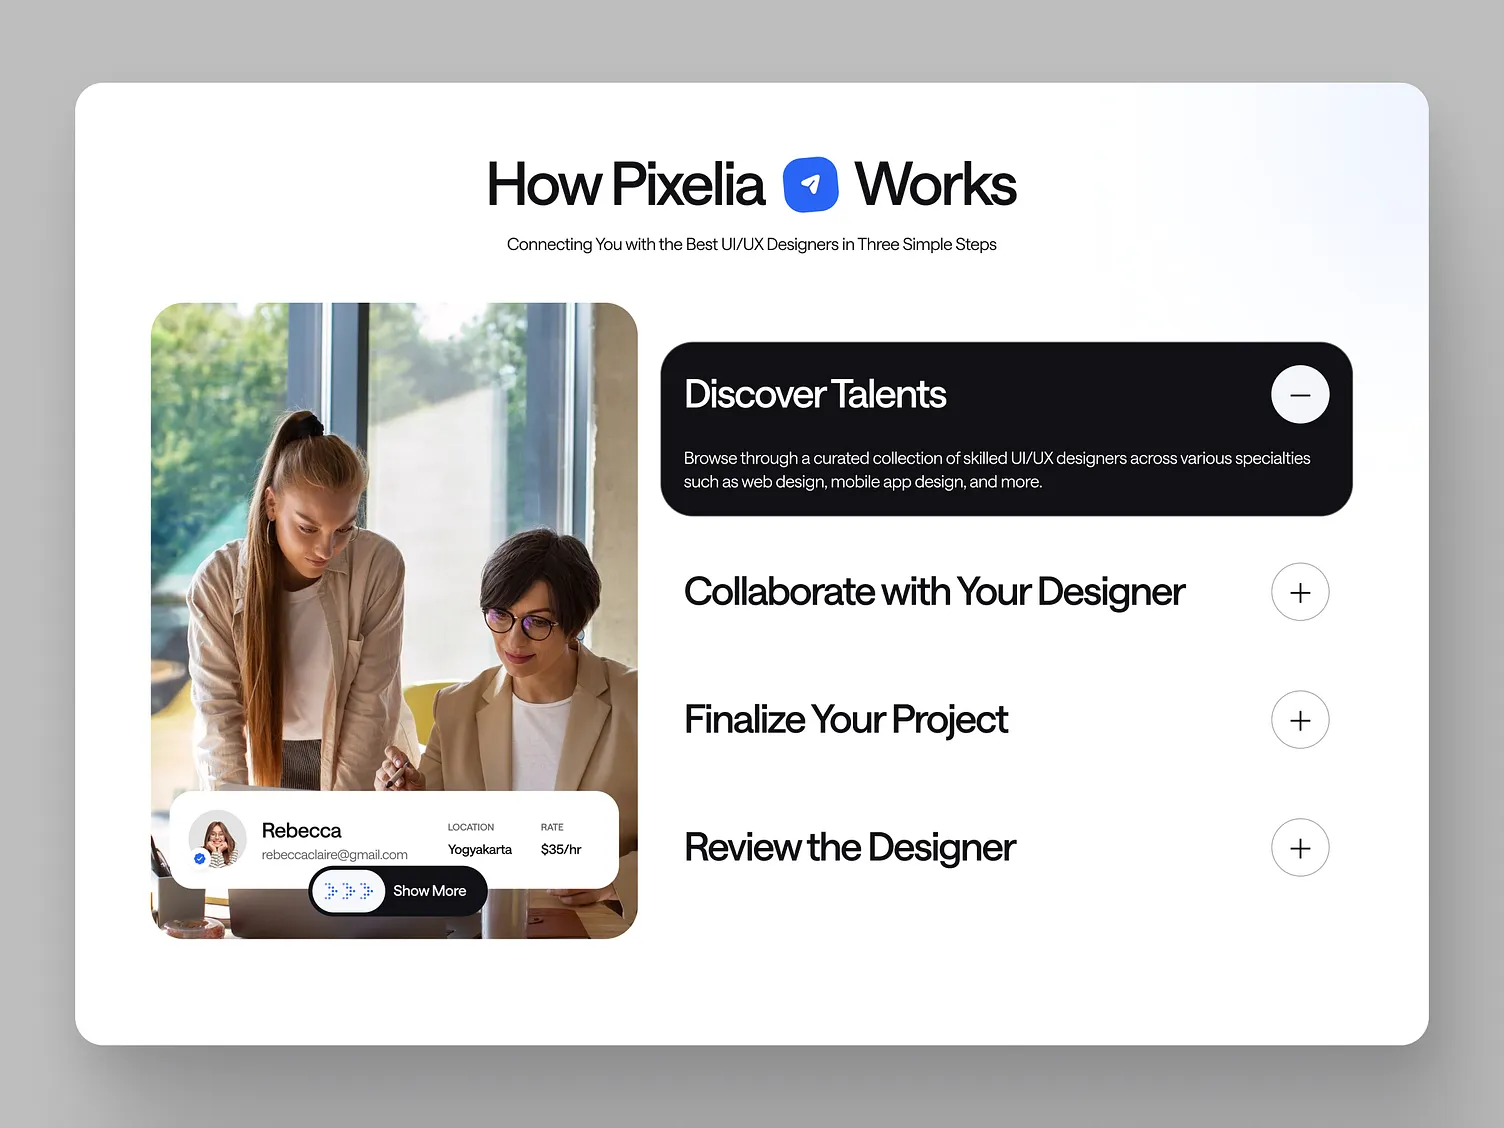 How Pixelia Works
Connecting You with the Best UI/UX Designers in Three Simple Steps
Discover Talents
Browse through a curated collection of skilled UI/UX designers across various specialties
such as web design, mobile app design, and more.
Collaborate with Your Designer
Finalize Your Project
Review the Designer
Rebecca
rebeccaclaire@gmail.com
LOCATION
Yogyakarta
RATE
$35/hr
Show More